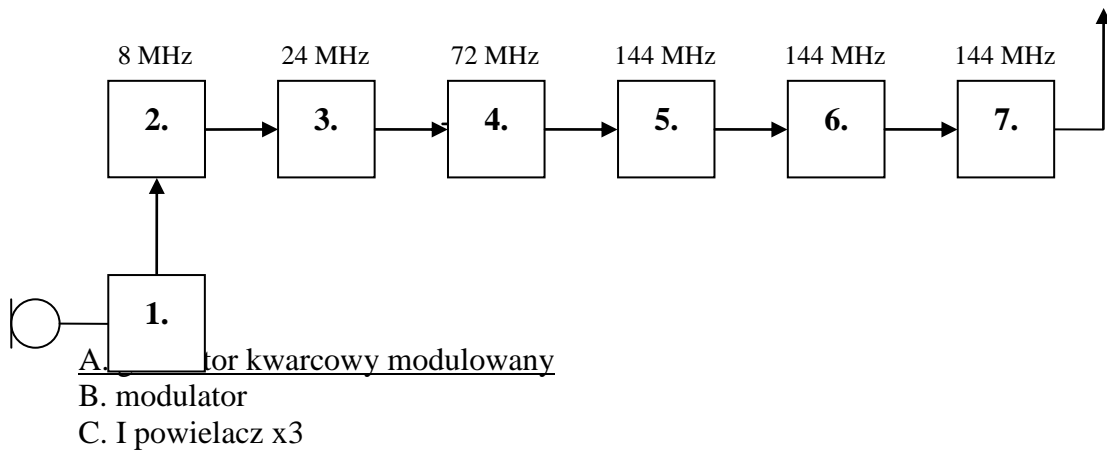 8 MHz 24 MHz 72 MHz 144 MHz 144 MHz 144 MHz
2. 3. 4. 5. 6. 7.
1.
A. tor kwarcowy modulowany
B. modulator
C. I powielacz x3